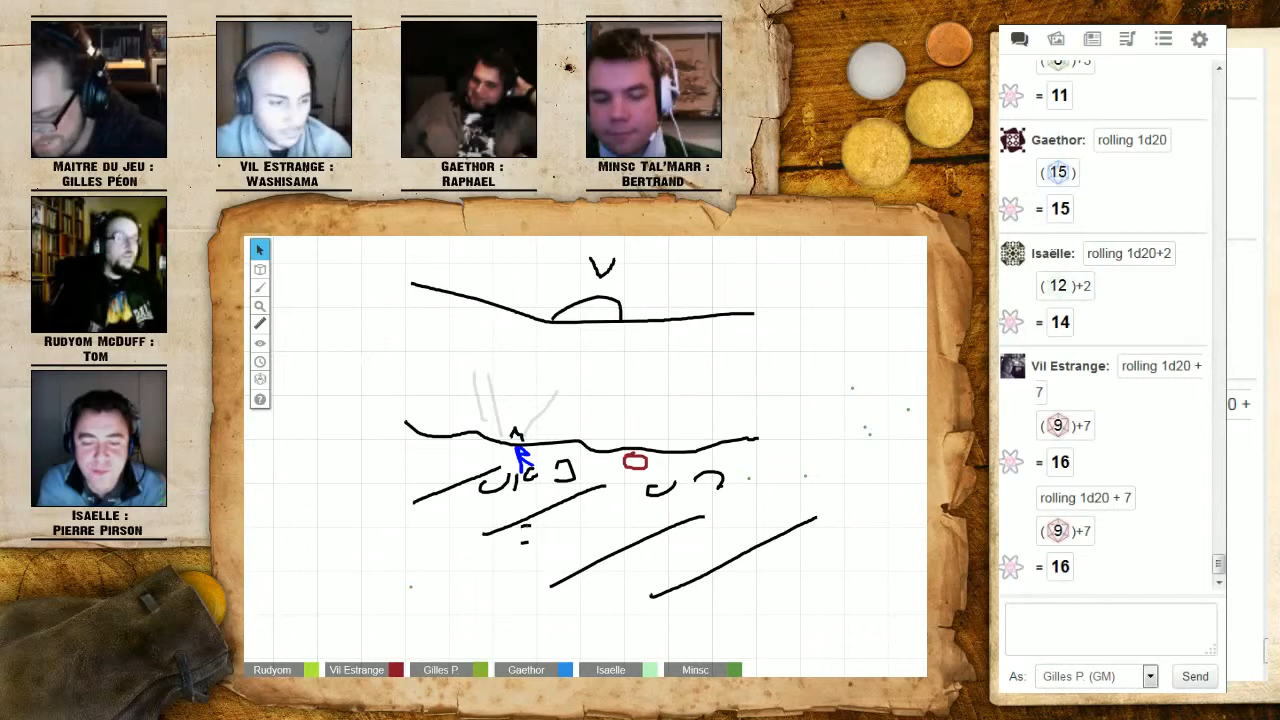 MAITRE DU JEU :
GILLES PÉON
VIL ESTRANGE :
WASHISAMA
GAETHOR :
RAPHAEL
MINSC TAL'MARR :
BERTRAND
RUDYOM MCDUFF :
TOM
ISAELLE :
PIERRE PIRSON
V
M
Rudyom
Vil Estrange
Gilles P.
Gaethor
Isaelle
Minsc
= 11
Gaethor: rolling 1d20
(15)
= 15
Isaëlle: rolling 1d20+2
(12)+2
= 14
Vil Estrange: rolling 1d20 +
7
(9)+7
= 16
rolling 1d20 + 7
(9)+7
= 16
As: Gilles P. (GM) Send
0 +